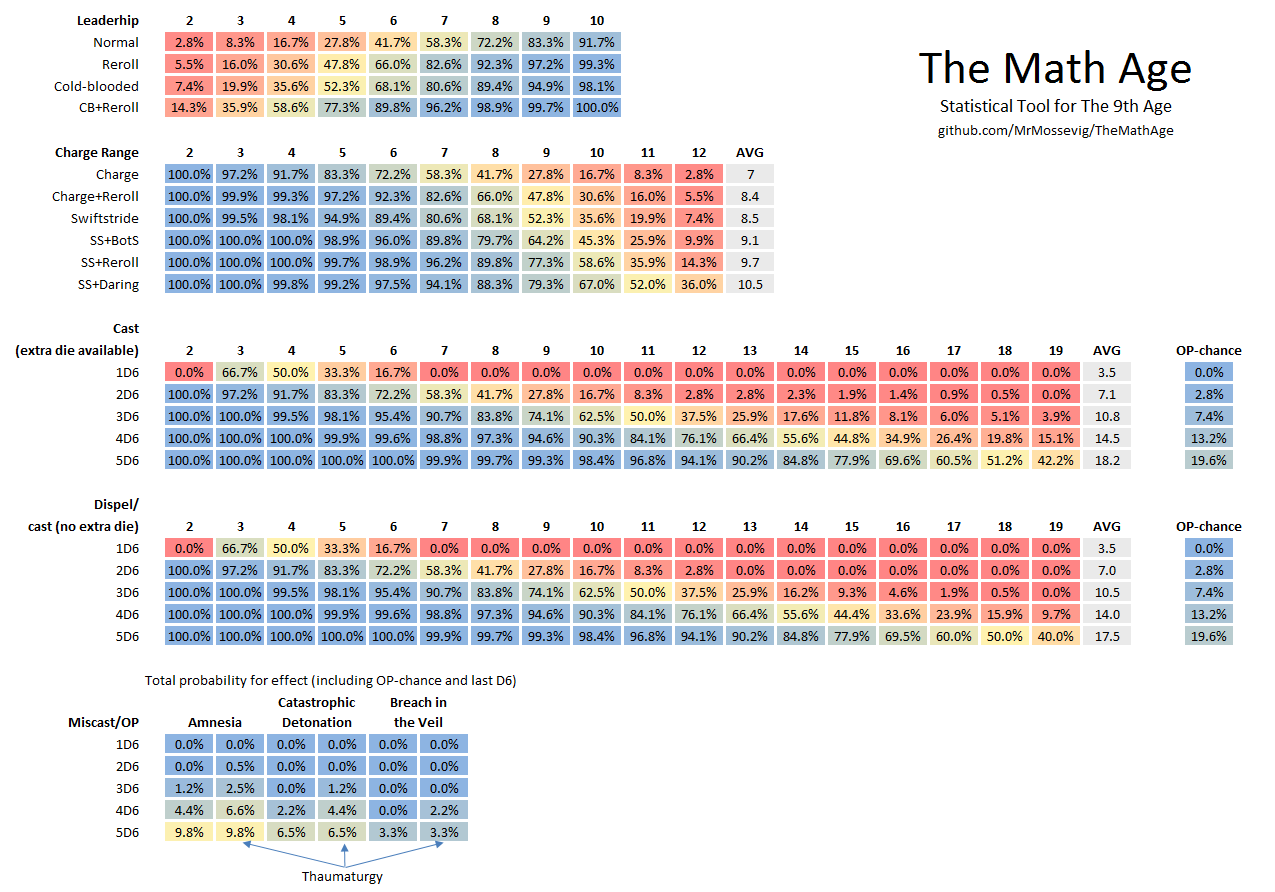 Leaderhip 2 3 4 5 6 7 8 9 10
Normal 2.8% 8.3% 16.7% 27.8% 41.7% 58.3% 72.2% 83.3% 91.7%
Reroll 5.5% 16.0% 30.6% 47.8% 66.0% 82.6% 92.3% 97.2% 99.3%
Cold-blooded 7.4% 19.9% 35.6% 52.3% 68.1% 80.6% 89.4% 94.9% 98.1%
CB+Reroll 14.3% 35.9% 58.6% 77.3% 89.8% 96.2% 98.9% 99.7% 100.0%
The Math Age
Statistical Tool for The 9th Age
github.com/MrMossevig/TheMathAge
Charge Range 2 3 4 5 6 7 8 9 10 11 12 AVG
Charge 100.0% 97.2% 91.7% 83.3% 72.2% 58.3% 41.7% 27.8% 16.7% 8.3% 2.8% 7
Charge+Reroll 100.0% 99.9% 99.3% 97.2% 92.3% 82.6% 66.0% 47.8% 30.6% 16.0% 5.5% 8.4
Swiftstride 100.0% 99.5% 98.1% 94.9% 89.4% 80.6% 68.1% 52.3% 35.6% 19.9% 7.4% 8.5
SS+BotS 100.0% 100.0% 100.0% 98.9% 96.0% 89.8% 79.7% 64.2% 45.3% 25.9% 9.9% 9.1
SS+Reroll 100.0% 100.0% 100.0% 99.7% 98.9% 96.2% 89.8% 77.3% 58.6% 35.9% 14.3% 9.7
SS+Daring 100.0% 100.0% 99.8% 99.2% 97.5% 94.1% 88.3% 79.3% 67.0% 52.0% 36.0% 10.5
Cast
(extra die available) 2 3 4 5 6 7 8 9 10 11 12 13 14 15 16 17 18 19 AVG OP-chance
1D6 0.0% 66.7% 50.0% 33.3% 16.7% 0.0% 0.0% 0.0% 0.0% 0.0% 0.0% 0.0% 0.0% 0.0% 0.0% 0.0% 0.0% 0.0% 3.5 0.0%
2D6 100.0% 97.2% 91.7% 83.3% 72.2% 58.3% 41.7% 27.8% 16.7% 8.3% 2.8% 2.8% 2.3% 1.9% 1.4% 0.9% 0.5% 0.0% 7.1 2.8%
3D6 100.0% 100.0% 99.5% 98.1% 95.4% 90.7% 83.8% 74.1% 62.5% 50.0% 37.5% 25.9% 17.6% 11.8% 8.1% 6.0% 5.1% 3.9% 10.8 7.4%
4D6 100.0% 100.0% 100.0% 99.9% 99.6% 98.8% 97.3% 94.6% 90.3% 84.1% 76.1% 66.4% 55.6% 44.8% 34.9% 26.4% 19.8% 15.1% 14.5 13.2%
5D6 100.0% 100.0% 100.0% 100.0% 100.0% 99.9% 99.7% 99.3% 98.4% 96.8% 94.1% 90.2% 84.8% 77.9% 69.6% 60.5% 51.2% 42.2% 18.2 19.6%
Dispel/
cast (no extra die) 2 3 4 5 6 7 8 9 10 11 12 13 14 15 16 17 18 19 AVG OP-chance
1D6 0.0% 66.7% 50.0% 33.3% 16.7% 0.0% 0.0% 0.0% 0.0% 0.0% 0.0% 0.0% 0.0% 0.0% 0.0% 0.0% 0.0% 0.0% 3.5 0.0%
2D6 100.0% 97.2% 91.7% 83.3% 72.2% 58.3% 41.7% 27.8% 16.7% 8.3% 2.8% 0.0% 0.0% 0.0% 0.0% 0.0% 0.0% 0.0% 7.0 2.8%
3D6 100.0% 100.0% 99.5% 98.1% 95.4% 90.7% 83.8% 74.1% 62.5% 50.0% 37.5% 25.9% 16.2% 9.3% 4.6% 1.9% 0.5% 0.0% 10.5 7.4%
4D6 100.0% 100.0% 100.0% 99.9% 99.6% 98.8% 97.3% 94.6% 90.3% 84.1% 76.1% 66.4% 55.6% 44.4% 33.6% 23.9% 15.9% 9.7% 14.0 13.2%
5D6 100.0% 100.0% 100.0% 100.0% 100.0% 99.9% 99.7% 99.3% 98.4% 96.8% 94.1% 90.2% 84.8% 77.9% 69.5% 60.0% 50.0% 40.0% 17.5 19.6%
Total probability for effect (including OP-chance and last D6)
Catastrophic Breach in
Miscast/OP Amnesia Detonation the Veil
1D6 0.0% 0.0% 0.0% 0.0% 0.0% 0.0%
2D6 0.0% 0.5% 0.0% 0.0% 0.0% 0.0%
3D6 1.2% 2.5% 0.0% 1.2% 0.0% 0.0%
4D6 4.4% 6.6% 2.2% 4.4% 0.0% 2.2%
5D6 9.8% 9.8% 6.5% 6.5% 3.3% 3.3%
Thaumaturgy